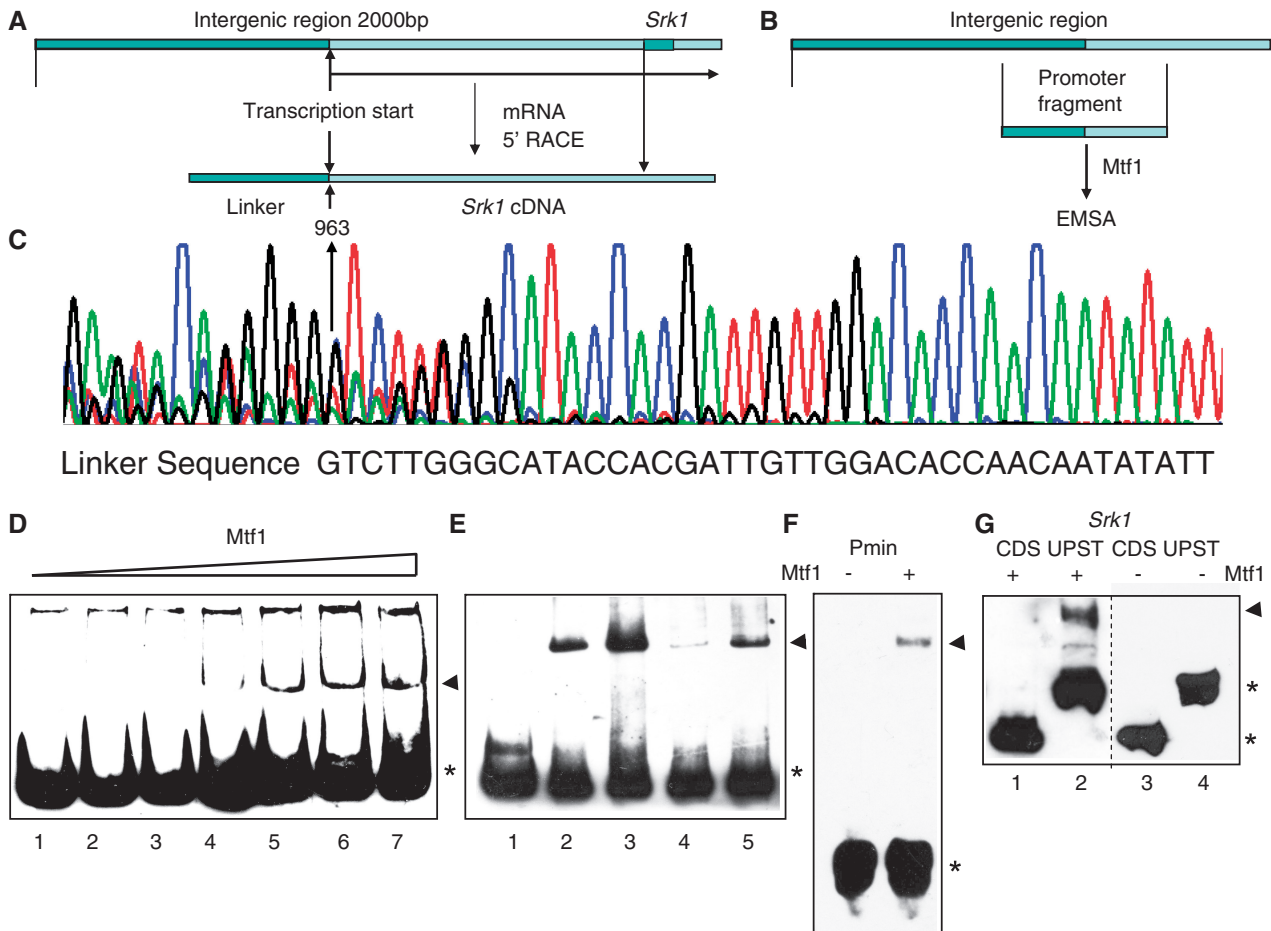 A
Intergenic region 2000bp
Srk1
Transcription start
mRNA
5' RACE
Linker
Srk1 cDNA
963
B
Intergenic region
Promoter
fragment
Mtf1
EMSA
C
Linker Sequence GTCTTGGGCATACCACGATTGTTGGACACCAACAATATATT
D
Mtf1
*
1 2 3 4 5 6 7
E
*
1 2 3 4 5
F
Pmin
Mtf1 - +
*
G
Srk1
CDS UPST CDS UPST
+ + - - Mtf1
*
*
1 2 3 4